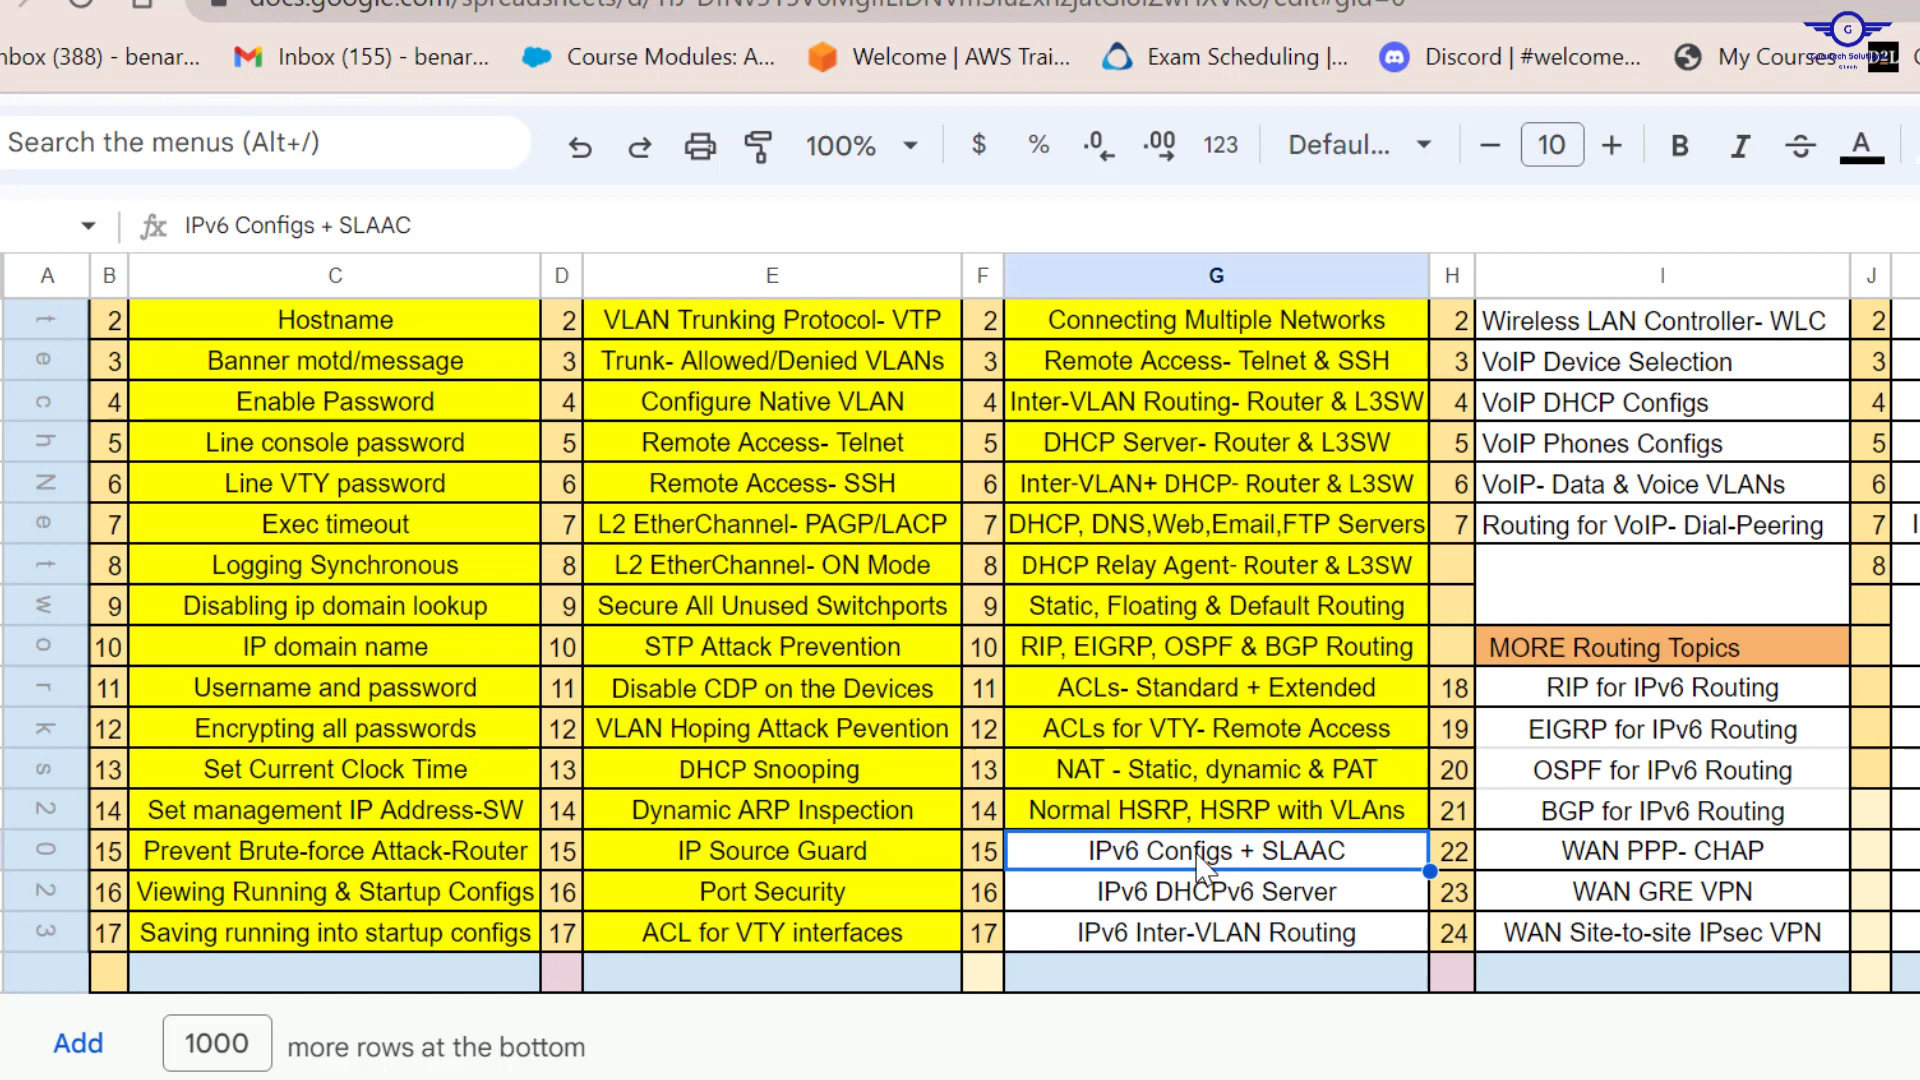 nbox (388) - benar... Inbox (155) - benar... Course Modules: A... Welcome | AWS Trai... Exam Scheduling |... Discord | #welcome... My Courses D2L
Search the menus (Alt+/) 100% $ % .0 .00 123 Defaul... 10 B I S A
fx IPv6 Configs + SLAAC
A B C D E F G H I J
t 2 Hostname 2 VLAN Trunking Protocol- VTP 2 Connecting Multiple Networks 2 Wireless LAN Controller- WLC 2
e 3 Banner motd/message 3 Trunk- Allowed/Denied VLANs 3 Remote Access- Telnet & SSH 3 VoIP Device Selection 3
c 4 Enable Password 4 Configure Native VLAN 4 Inter-VLAN Routing- Router & L3SW 4 VoIP DHCP Configs 4
h 5 Line console password 5 Remote Access- Telnet 5 DHCP Server- Router & L3SW 5 VoIP Phones Configs 5
N 6 Line VTY password 6 Remote Access- SSH 6 Inter-VLAN+ DHCP- Router & L3SW 6 VoIP- Data & Voice VLANs 6
e 7 Exec timeout 7 L2 EtherChannel- PAGP/LACP 7 DHCP, DNS,Web,Email,FTP Servers 7 Routing for VoIP- Dial-Peering 7
t 8 Logging Synchronous 8 L2 EtherChannel- ON Mode 8 DHCP Relay Agent- Router & L3SW 8
w 9 Disabling ip domain lookup 9 Secure All Unused Switchports 9 Static, Floating & Default Routing
o 10 IP domain name 10 STP Attack Prevention 10 RIP, EIGRP, OSPF & BGP Routing MORE Routing Topics
r 11 Username and password 11 Disable CDP on the Devices 11 ACLs- Standard + Extended 18 RIP for IPv6 Routing
k 12 Encrypting all passwords 12 VLAN Hoping Attack Pevention 12 ACLs for VTY- Remote Access 19 EIGRP for IPv6 Routing
s 13 Set Current Clock Time 13 DHCP Snooping 13 NAT - Static, dynamic & PAT 20 OSPF for IPv6 Routing
2 14 Set management IP Address-SW 14 Dynamic ARP Inspection 14 Normal HSRP, HSRP with VLAns 21 BGP for IPv6 Routing
0 15 Prevent Brute-force Attack-Router 15 IP Source Guard 15 IPv6 Configs + SLAAC 22 WAN PPP- CHAP
2 16 Viewing Running & Startup Configs 16 Port Security 16 IPv6 DHCPv6 Server 23 WAN GRE VPN
3 17 Saving running into startup configs 17 ACL for VTY interfaces 17 IPv6 Inter-VLAN Routing 24 WAN Site-to-site IPsec VPN
Add 1000 more rows at the bottom